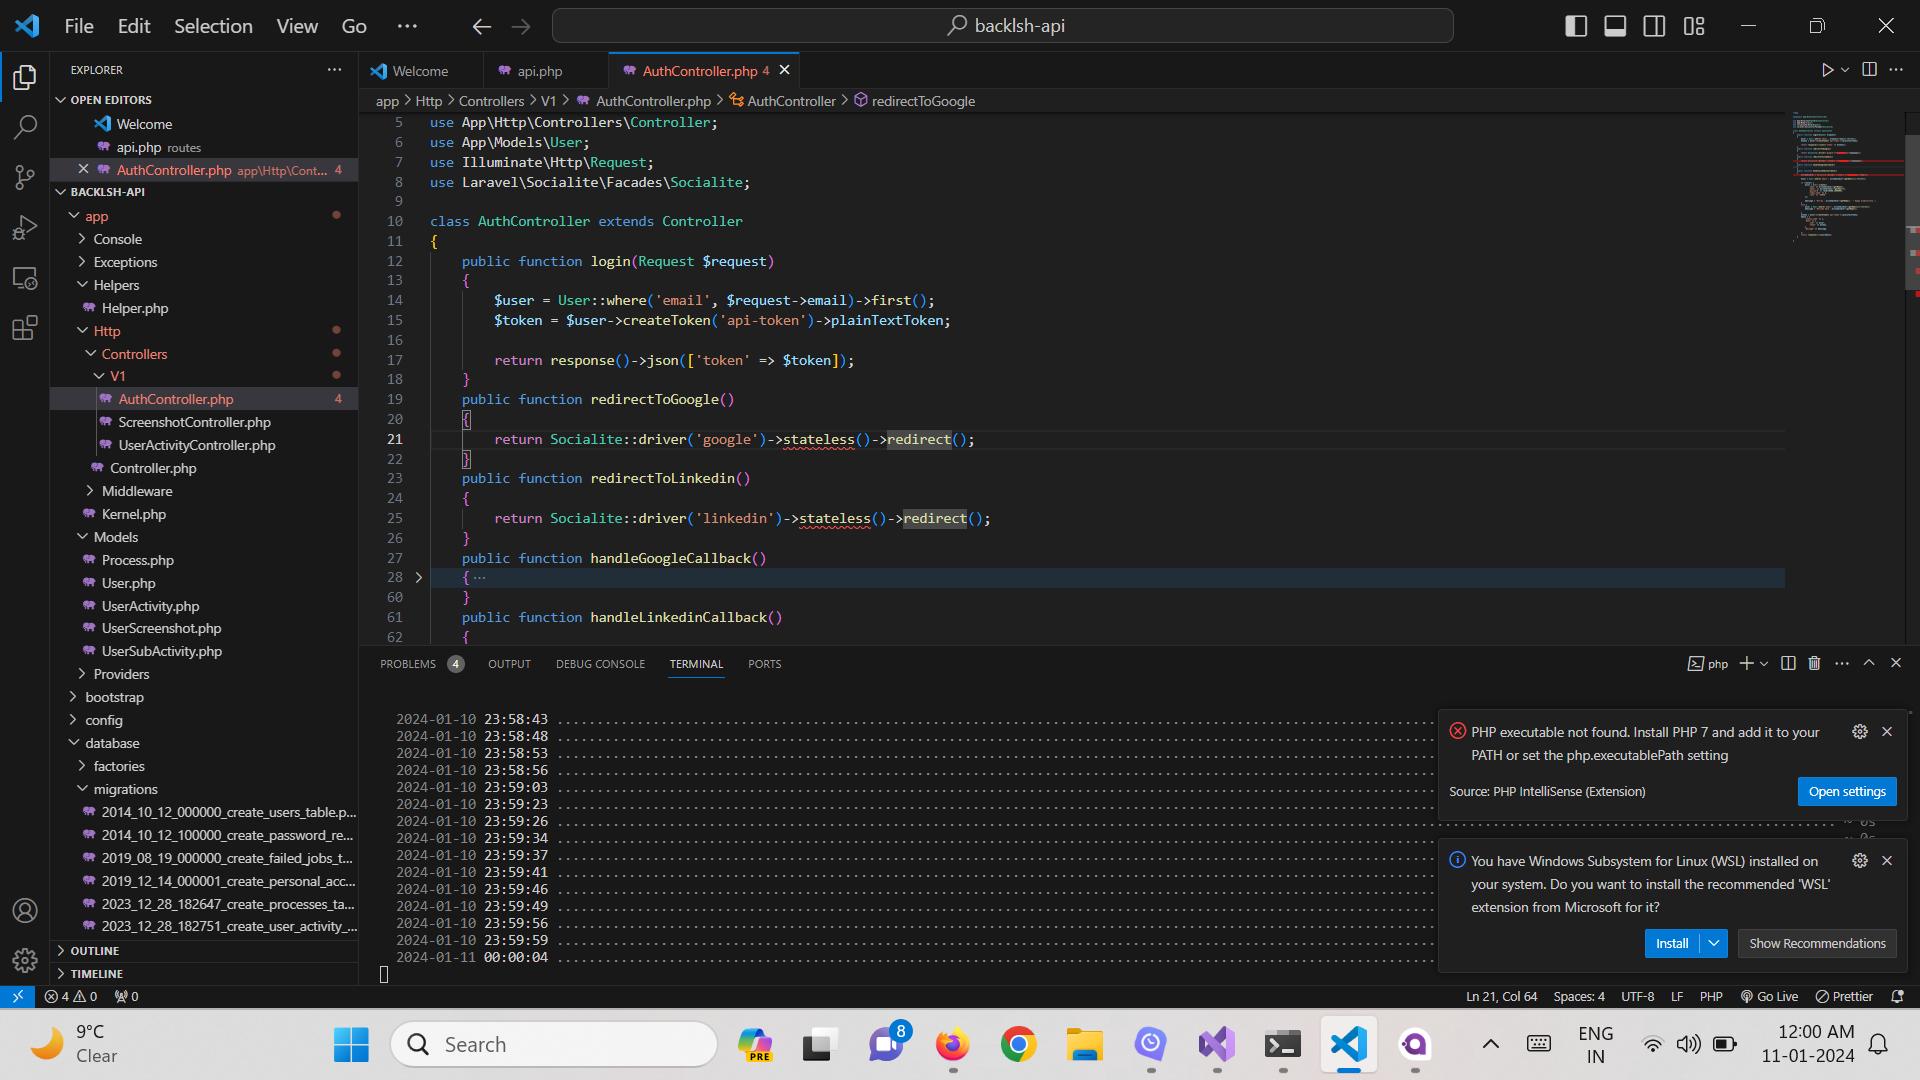 File Edit Selection View Go ··· backlsh-api
EXPLORER
OPEN EDITORS
Welcome
api.php routes
AuthController.php app\Http\Cont... 4
BACKLSH-API
app
Console
Exceptions
Helpers
Helper.php
Http
Controllers
V1
AuthController.php 4
ScreenshotController.php
UserActivityController.php
Controller.php
Middleware
Kernel.php
Models
Process.php
User.php
UserActivity.php
UserScreenshot.php
UserSubActivity.php
Providers
bootstrap
config
database
factories
migrations
2014_10_12_000000_create_users_table.p...
2014_10_12_100000_create_password_re...
2019_08_19_000000_create_failed_jobs_t...
2019_12_14_000001_create_personal_acc...
2023_12_28_182647_create_processes_ta...
2023_12_28_182751_create_user_activity_...
OUTLINE
TIMELINE
Welcome api.php AuthController.php 4
app > Http > Controllers > V1 > AuthController.php > AuthController > redirectToGoogle
5 use App\Http\Controllers\Controller;
6 use App\Models\User;
7 use Illuminate\Http\Request;
8 use Laravel\Socialite\Facades\Socialite;
9
10 class AuthController extends Controller
11 {
12 public function login(Request $request)
13 {
14 $user = User::where('email', $request->email)->first();
15 $token = $user->createToken('api-token')->plainTextToken;
16
17 return response()->json(['token' => $token]);
18 }
19 public function redirectToGoogle()
20 {
21 return Socialite::driver('google')->stateless()->redirect();
22 }
23 public function redirectToLinkedin()
24 {
25 return Socialite::driver('linkedin')->stateless()->redirect();
26 }
27 public function handleGoogleCallback()
28 { ···
60 }
61 public function handleLinkedinCallback()
62 {
PROBLEMS 4 OUTPUT DEBUG CONSOLE TERMINAL PORTS
php
2024-01-10 23:58:43
2024-01-10 23:58:48
2024-01-10 23:58:53
2024-01-10 23:58:56
2024-01-10 23:59:03
2024-01-10 23:59:23
2024-01-10 23:59:26
2024-01-10 23:59:34
2024-01-10 23:59:37
2024-01-10 23:59:41
2024-01-10 23:59:46
2024-01-10 23:59:49
2024-01-10 23:59:56
2024-01-10 23:59:59
2024-01-11 00:00:04
PHP executable not found. Install PHP 7 and add it to your
PATH or set the php.executablePath setting
Source: PHP IntelliSense (Extension)
Open settings
You have Windows Subsystem for Linux (WSL) installed on
your system. Do you want to install the recommended 'WSL'
extension from Microsoft for it?
Install
Show Recommendations
4 0 0
Ln 21, Col 64 Spaces: 4 UTF-8 LF PHP Go Live Prettier
9°C
Clear
Search
PRE
8
ENG
IN
12:00 AM
11-01-2024